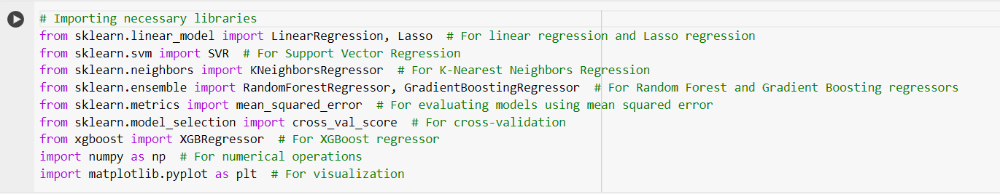 # Importing necessary libraries
from sklearn.linear_model import LinearRegression, Lasso  # For linear regression and Lasso regression
from sklearn.svm import SVR  # For Support Vector Regression
from sklearn.neighbors import KNeighborsRegressor  # For K-Nearest Neighbors Regression
from sklearn.ensemble import RandomForestRegressor, GradientBoostingRegressor  # For Random Forest and Gradient Boosting regressors
from sklearn.metrics import mean_squared_error  # For evaluating models using mean squared error
from sklearn.model_selection import cross_val_score  # For cross-validation
from xgboost import XGBRegressor  # For XGBoost regressor
import numpy as np  # For numerical operations
import matplotlib.pyplot as plt  # For visualization